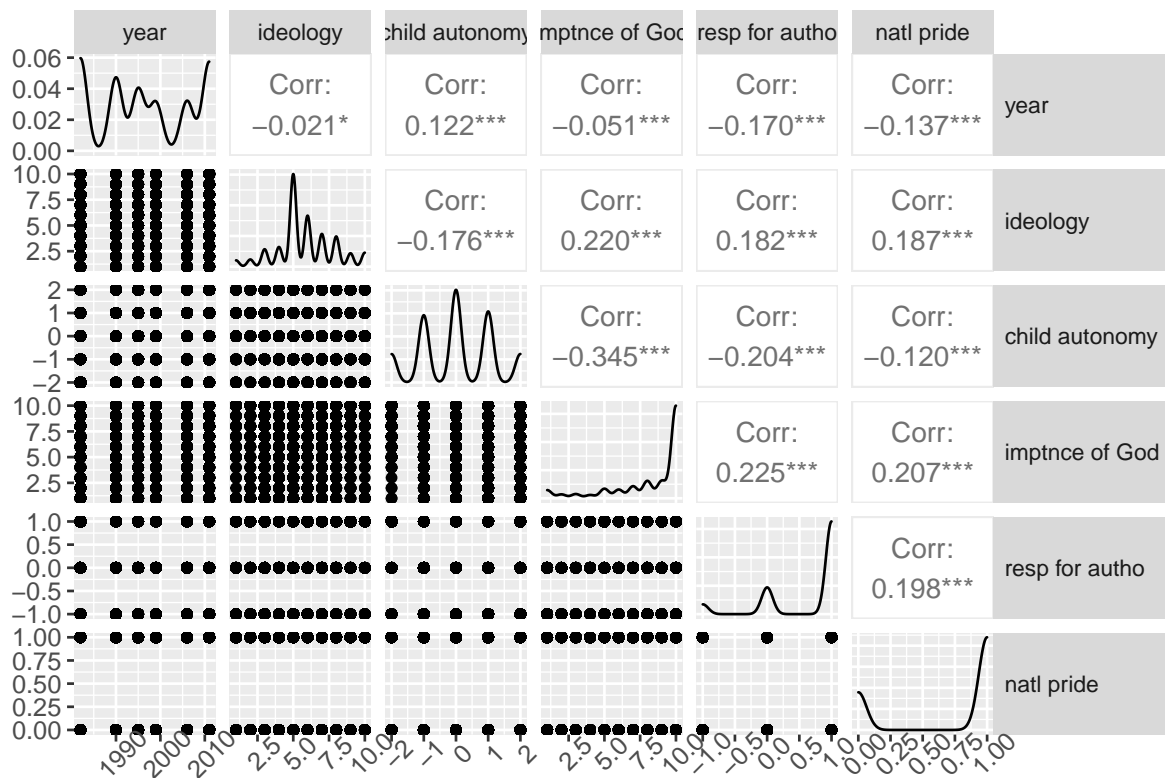 year ideology child autonomy mptnce of God resp for autho natl pride
0.06
0.04
0.02
0.00
Corr:
−0.021*
Corr:
0.122***
Corr:
−0.051***
Corr:
−0.170***
Corr:
−0.137***
year
10.0
7.5
5.0
2.5
Corr:
−0.176***
Corr:
0.220***
Corr:
0.182***
Corr:
0.187***
ideology
2
1
0
−1
−2
Corr:
−0.345***
Corr:
−0.204***
Corr:
−0.120***
child autonomy
10.0
7.5
5.0
2.5
Corr:
0.225***
Corr:
0.207***
imptnce of God
1.0
0.5
0.0
−0.5
−1.0
Corr:
0.198***
resp for autho
1.00
0.75
0.50
0.25
0.00
natl pride
1990 2000 2010 2.5 5.0 7.5 10.0 −2 −1 0 1 2 2.5 5.0 7.5 10.0 −1.0 −0.5 0.0 0.5 1.0 0.00 0.25 0.50 0.75 1.00